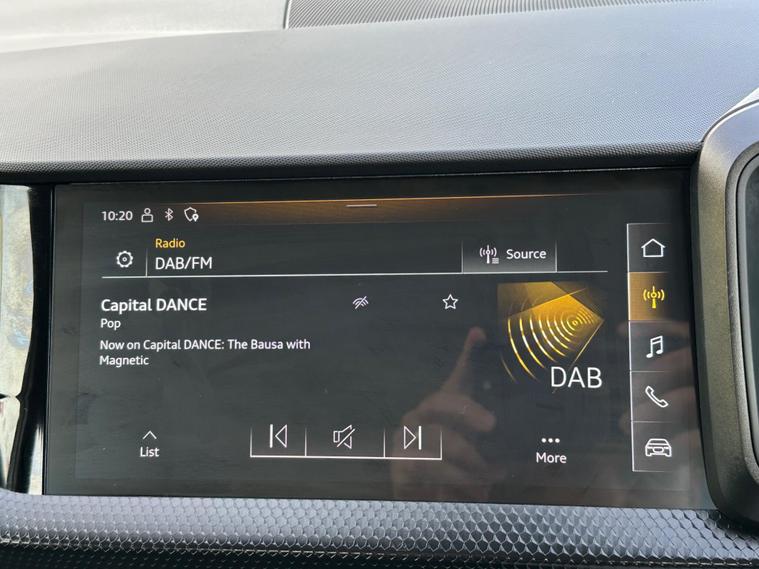 10:20
Radio
DAB/FM
Source
Capital DANCE
Pop
Now on Capital DANCE: The Bausa with
Magnetic
DAB
List
More